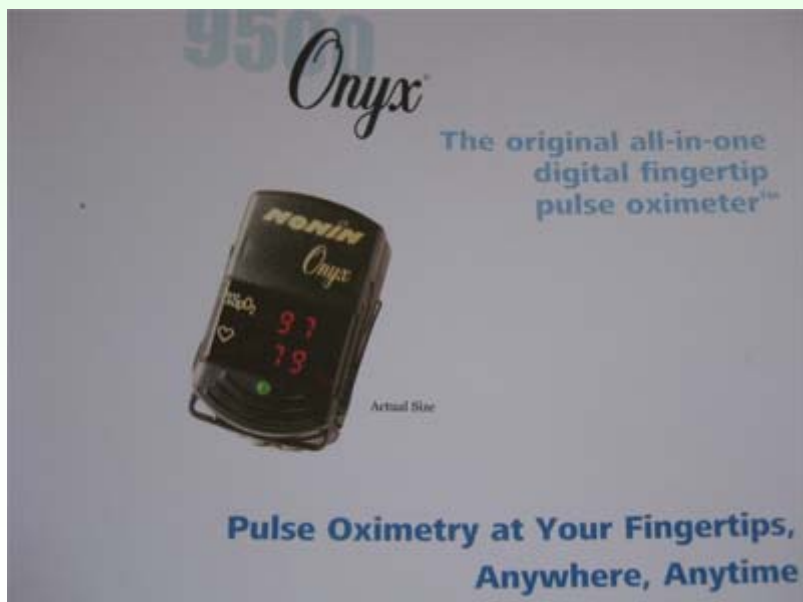 9500
Onyx®
The original all-in-one
digital fingertip
pulse oximeter™
NONIN
Onyx
%SpO₂ 97
79
Actual Size
Pulse Oximetry at Your Fingertips,
Anywhere, Anytime